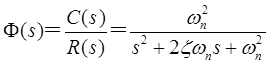 Φ(s) = C(s)/R(s) = ω_n^2/(s^2 + 2ζω_n s + ω_n^2)